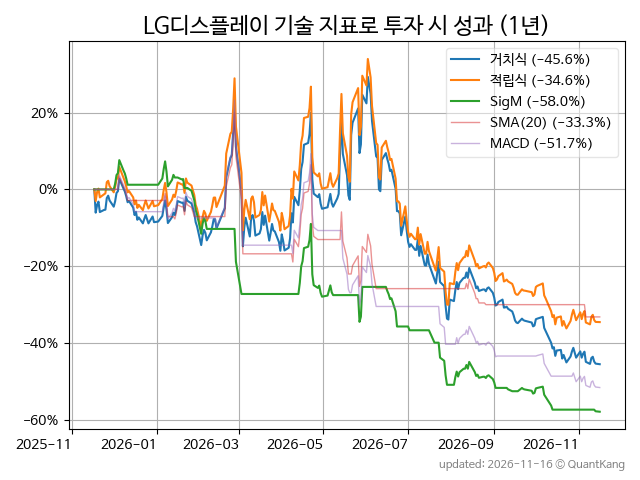 LG디스플레이 기술 지표로 투자 시 성과 (1년)
거치식 (−45.6%)
적립식 (−34.6%)
SigM (−58.0%)
SMA(20) (−33.3%)
MACD (−51.7%)
20%
0%
−20%
−40%
−60%
2025-11 2026-01 2026-03 2026-05 2026-07 2026-09 2026-11
updated: 2026-11-16 © QuantKang